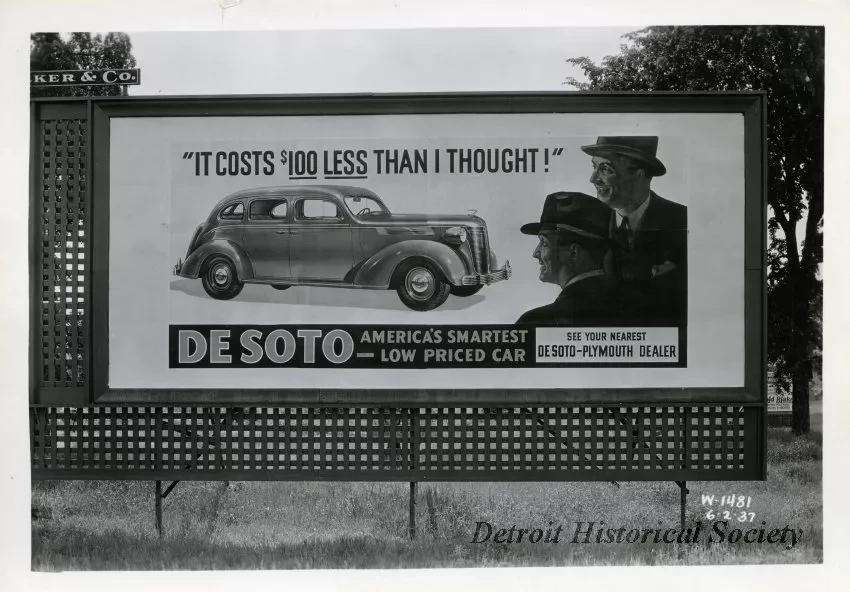 KER & CO.
"IT COSTS $100 LESS THAN I THOUGHT!"
DE SOTO
AMERICA'S SMARTEST
— LOW PRICED CAR
SEE YOUR NEAREST
DE SOTO-PLYMOUTH DEALER
W-1481
6-2-37
Detroit Historical Society